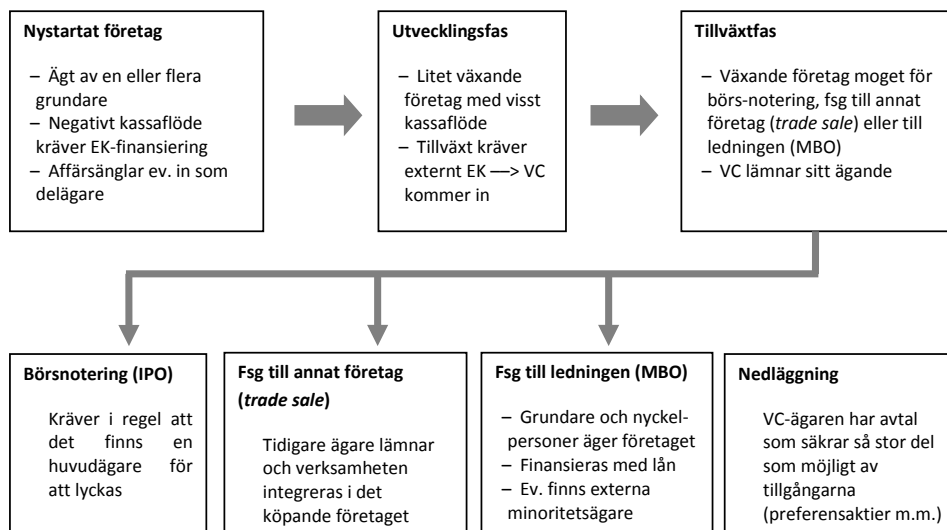 Nystartat företag
– Ägt av en eller flera
grundare
– Negativt kassaflöde
kräver EK-finansiering
– Affärsänglar ev. in som
delägare
Utvecklingsfas
– Litet växande
företag med visst
kassaflöde
– Tillväxt kräver
externt EK —> VC
kommer in
Tillväxtfas
– Växande företag moget för
börs-notering, fsg till annat
företag (trade sale) eller till
ledningen (MBO)
– VC lämnar sitt ägande
Börsnotering (IPO)
Kräver i regel att
det finns en
huvudägare för
att lyckas
Fsg till annat företag
(trade sale)
Tidigare ägare lämnar
och verksamheten
integreras i det
köpande företaget
Fsg till ledningen (MBO)
– Grundare och nyckel-
personer äger företaget
– Finansieras med lån
– Ev. finns externa
minoritetsägare
Nedläggning
VC-ägaren har avtal
som säkrar så stor del
som möjligt av
tillgångarna
(preferensaktier m.m.)